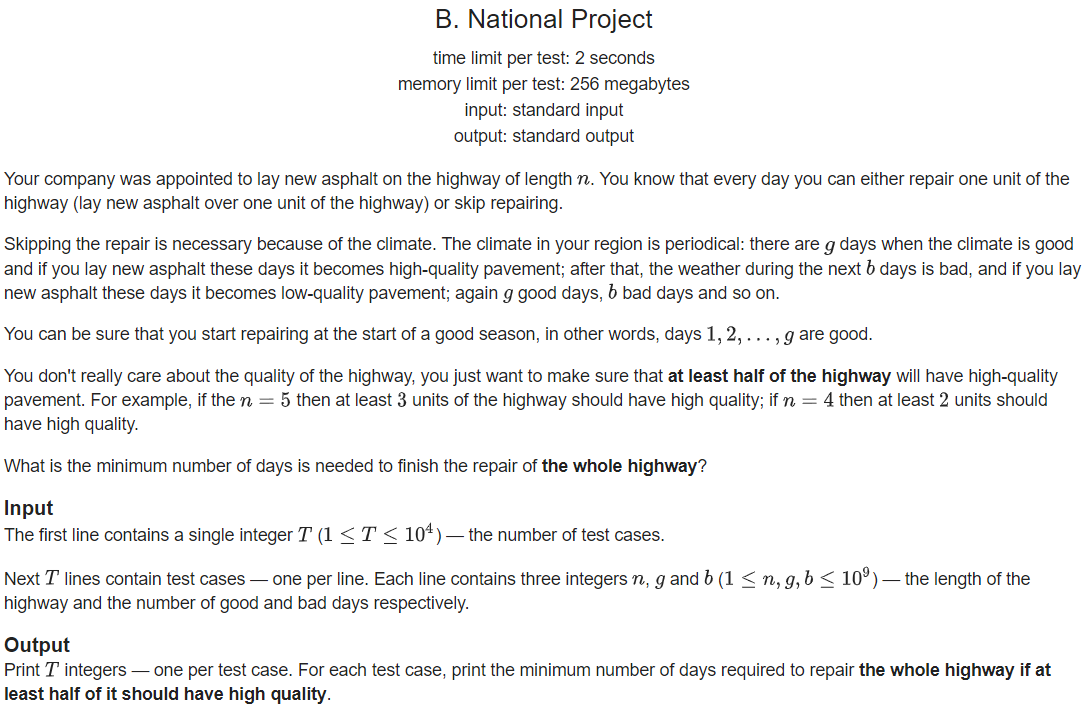 B. National Project
time limit per test: 2 seconds
memory limit per test: 256 megabytes
input: standard input
output: standard output
Your company was appointed to lay new asphalt on the highway of length n. You know that every day you can either repair one unit of the
highway (lay new asphalt over one unit of the highway) or skip repairing.
Skipping the repair is necessary because of the climate. The climate in your region is periodical: there are g days when the climate is good
and if you lay new asphalt these days it becomes high-quality pavement; after that, the weather during the next b days is bad, and if you lay
new asphalt these days it becomes low-quality pavement; again g good days, b bad days and so on.
You can be sure that you start repairing at the start of a good season, in other words, days 1, 2, . . . , g are good.
You don't really care about the quality of the highway, you just want to make sure that at least half of the highway will have high-quality
pavement. For example, if the n = 5 then at least 3 units of the highway should have high quality; if n = 4 then at least 2 units should
have high quality.
What is the minimum number of days is needed to finish the repair of the whole highway?
Input
The first line contains a single integer T (1 ≤ T ≤ 10⁴) — the number of test cases.
Next T lines contain test cases — one per line. Each line contains three integers n, g and b (1 ≤ n, g, b ≤ 10⁹) — the length of the
highway and the number of good and bad days respectively.
Output
Print T integers — one per test case. For each test case, print the minimum number of days required to repair the whole highway if at
least half of it should have high quality.